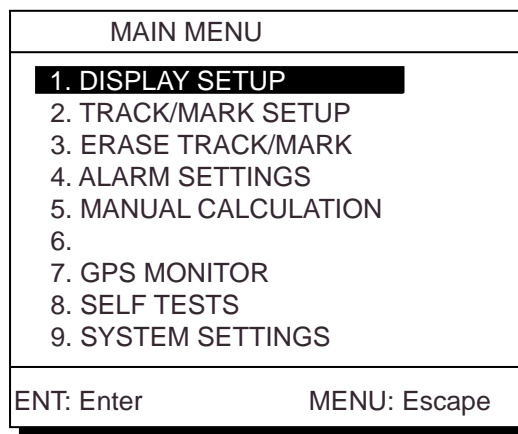 MAIN MENU
1. DISPLAY SETUP
2. TRACK/MARK SETUP
3. ERASE TRACK/MARK
4. ALARM SETTINGS
5. MANUAL CALCULATION
6.
7. GPS MONITOR
8. SELF TESTS
9. SYSTEM SETTINGS
ENT: Enter MENU: Escape